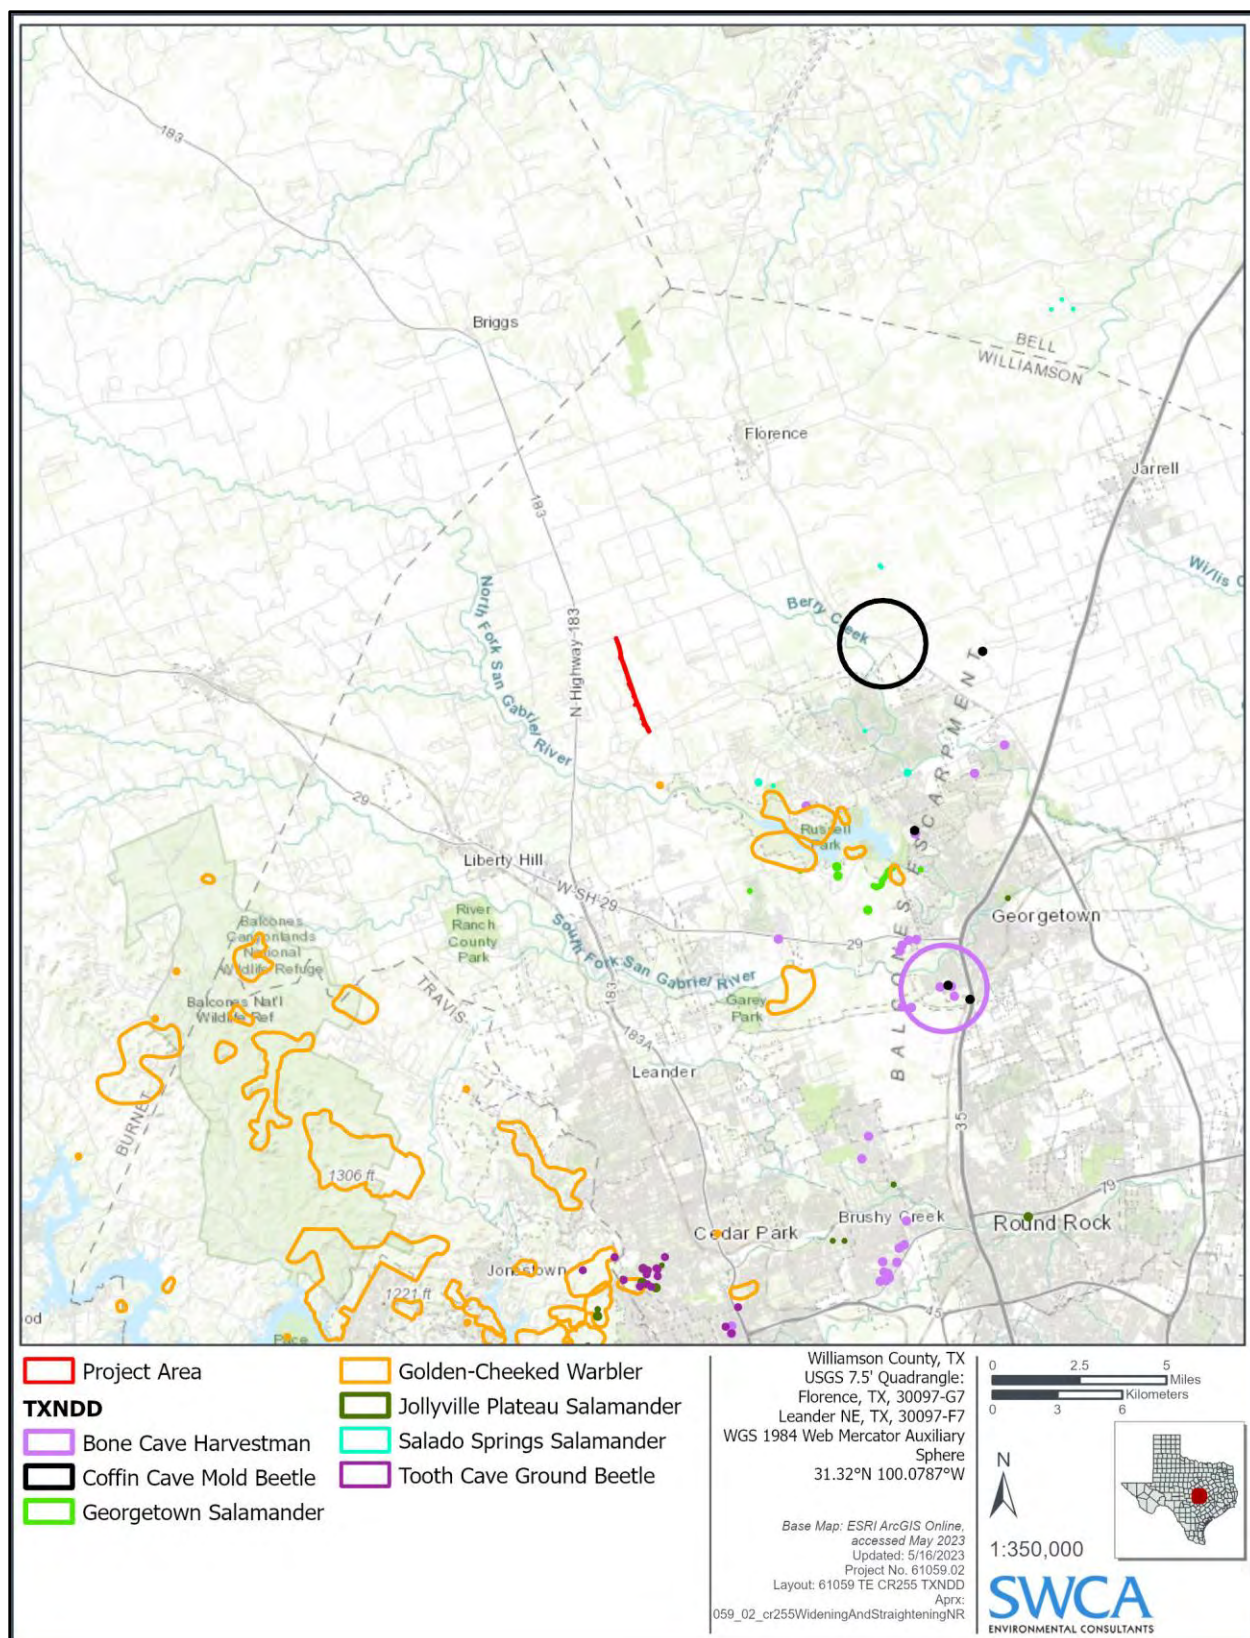 183
Briggs
BELL
WILLIAMSON
Florence
Jarrell
183
Willis C
North Fork San Gabriel River
N-Highway-183
Berry Creek
BALCONES ESCARPMENT
29
Russell
Park
Liberty Hill
W-SH-29
River
Ranch
County
Park
Georgetown
Balcones
Canyonlands
National
Wildlife Refuge
29
South Fork San Gabriel River
TRAVIS
183
Balcones Nat'l
Wildlife Ref
Garey
Park
183A
Leander
BURNET
35
1306 ft
79
Brushy Creek
Round Rock
Cedar Park
Jonestown
1221 ft
45
od
Pace
Project Area
TXNDD
Bone Cave Harvestman
Coffin Cave Mold Beetle
Georgetown Salamander
Golden-Cheeked Warbler
Jollyville Plateau Salamander
Salado Springs Salamander
Tooth Cave Ground Beetle
Williamson County, TX
USGS 7.5' Quadrangle:
Florence, TX, 30097-G7
Leander NE, TX, 30097-F7
WGS 1984 Web Mercator Auxiliary
Sphere
31.32°N 100.0787°W
Base Map: ESRI ArcGIS Online,
accessed May 2023
Updated: 5/16/2023
Project No. 61059.02
Layout: 61059 TE CR255 TXNDD
Aprx:
059_02_cr255WideningAndStraighteningNR
0 2.5 5
Miles
Kilometers
0 3 6
N
1:350,000
SWCA
ENVIRONMENTAL CONSULTANTS